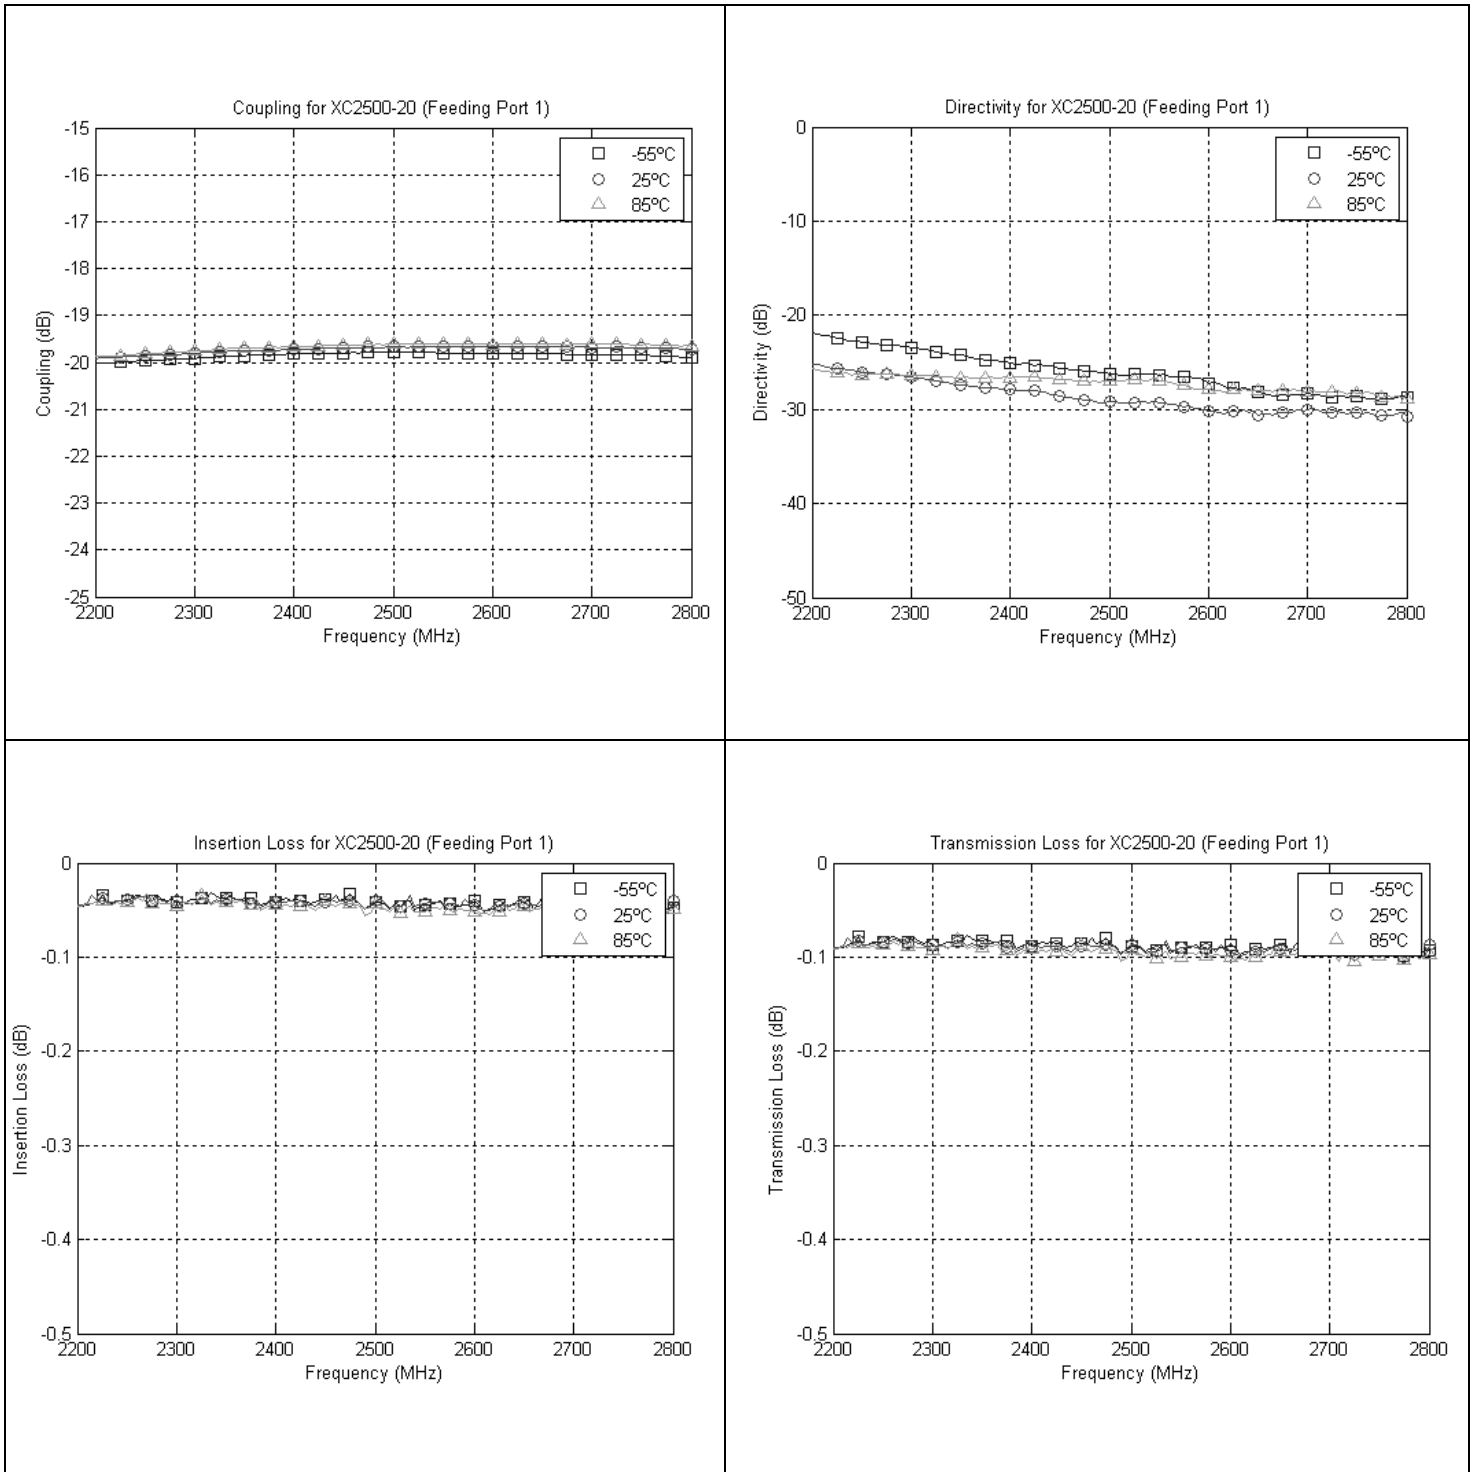 Coupling for XC2500-20 (Feeding Port 1)
-15
-16
-17
-18
-19
-20
-21
-22
-23
-24
-25
Coupling (dB)
-55ºC
25ºC
85ºC
2200 2300 2400 2500 2600 2700 2800
Frequency (MHz)
Directivity for XC2500-20 (Feeding Port 1)
0
-10
-20
-30
-40
-50
Directivity (dB)
-55ºC
25ºC
85ºC
2200 2300 2400 2500 2600 2700 2800
Frequency (MHz)
Insertion Loss for XC2500-20 (Feeding Port 1)
0
-0.1
-0.2
-0.3
-0.4
-0.5
Insertion Loss (dB)
-55ºC
25ºC
85ºC
2200 2300 2400 2500 2600 2700 2800
Frequency (MHz)
Transmission Loss for XC2500-20 (Feeding Port 1)
0
-0.1
-0.2
-0.3
-0.4
-0.5
Transmission Loss (dB)
-55ºC
25ºC
85ºC
2200 2300 2400 2500 2600 2700 2800
Frequency (MHz)